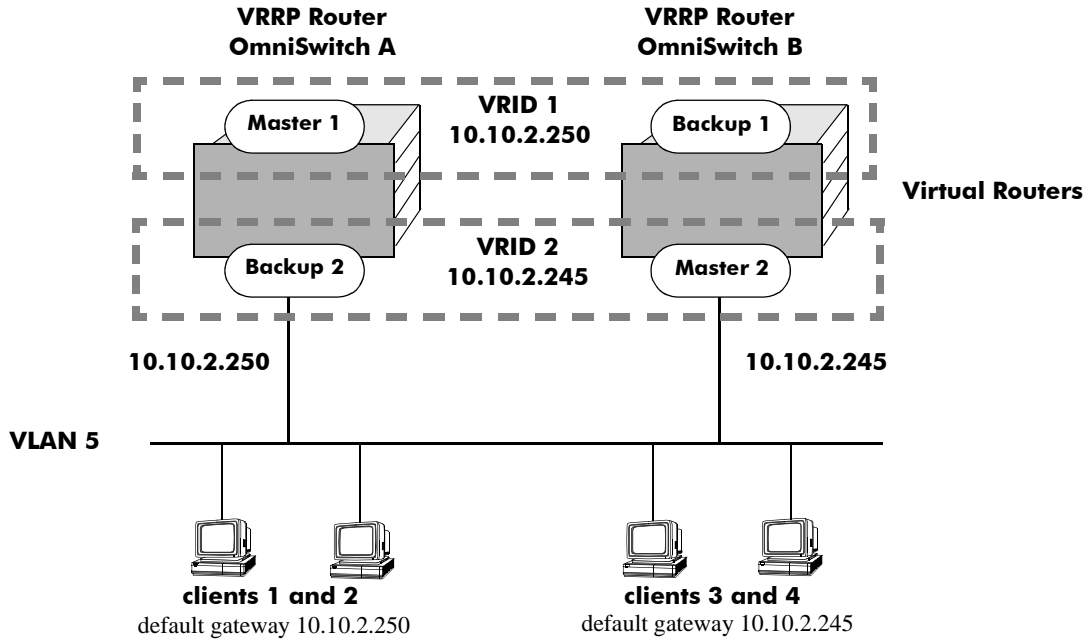 VRRP Router
OmniSwitch A
VRRP Router
OmniSwitch B
Master 1
VRID 1
10.10.2.250
Backup 1
Virtual Routers
Backup 2
VRID 2
10.10.2.245
Master 2
10.10.2.250
10.10.2.245
VLAN 5
clients 1 and 2
default gateway 10.10.2.250
clients 3 and 4
default gateway 10.10.2.245